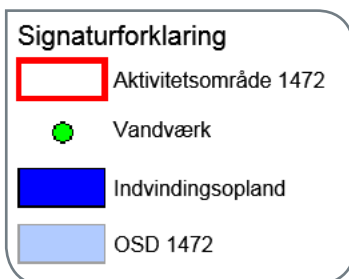 Signaturforklaring
Aktivitetsområde 1472
Vandværk
Indvindingsopland
OSD 1472